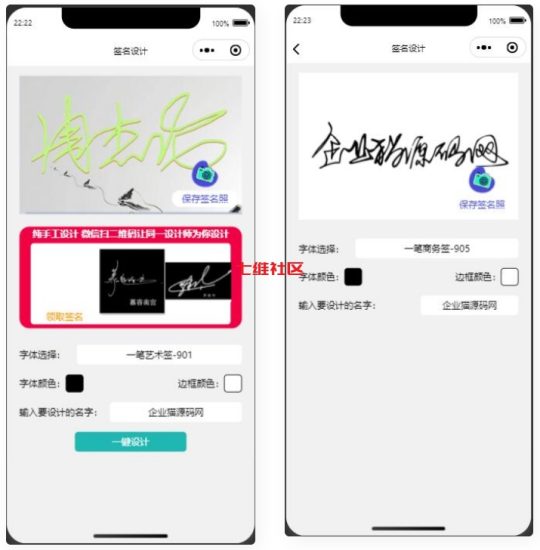 22:22
100%
签名设计
周杰伦
保存签名照
纯手工设计 微信扫二维码让网一设计师为你设计
慕容南宫
领取签名
字体选择：
一笔艺术签-901
字体颜色：
边框颜色：
输入要设计的名字：
企业猫源码网
一键设计
七维社区
22:23
100%
签名设计
企业猫源码网
保存签名照
字体选择：
一笔商务签-905
字体颜色：
边框颜色：
输入要设计的名字：
企业猫源码网